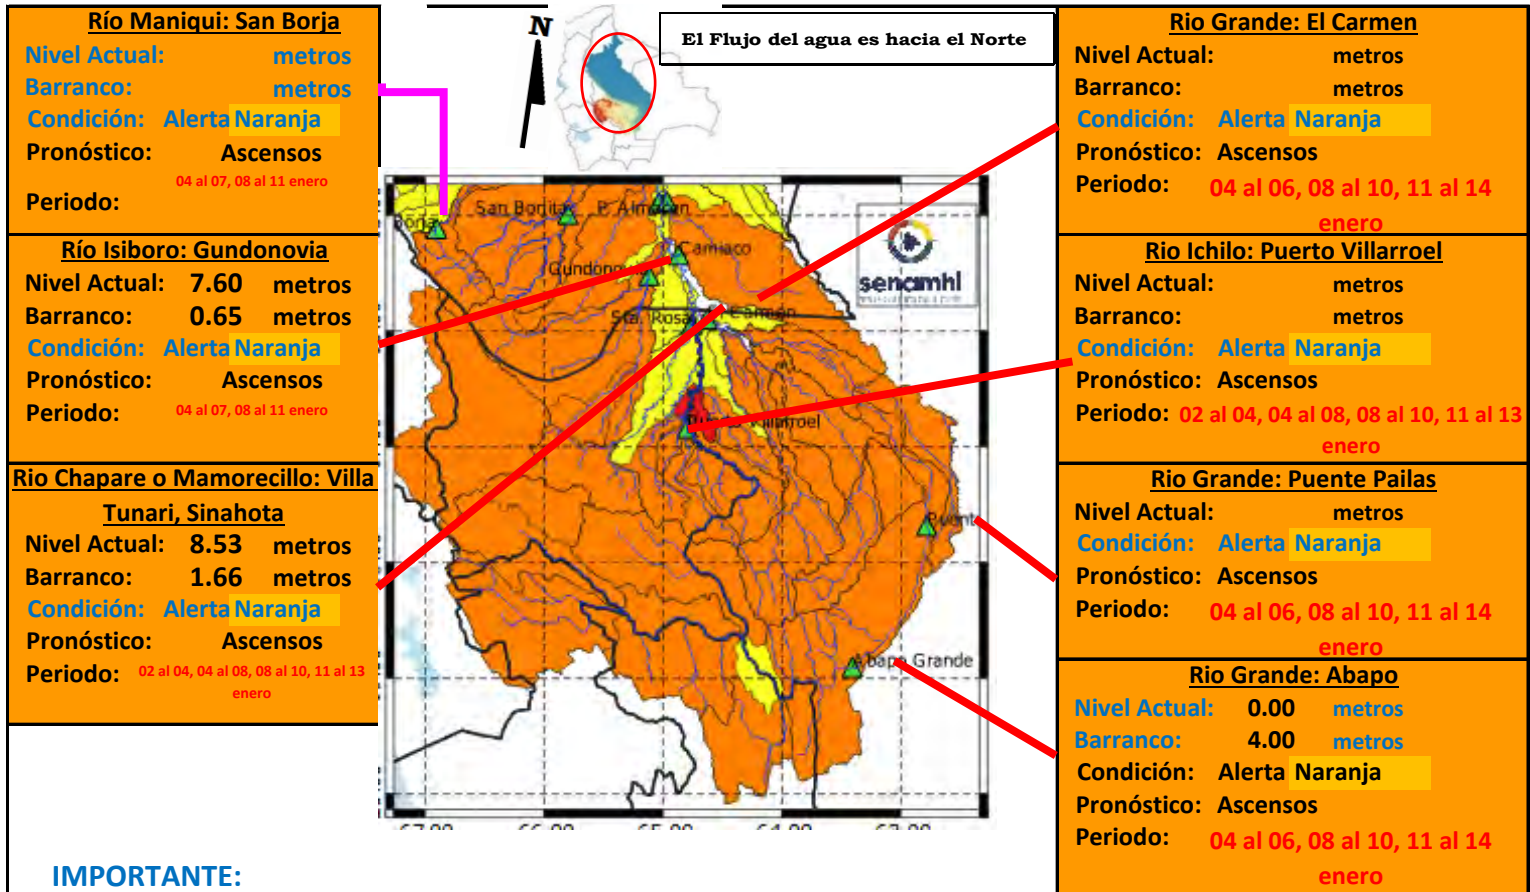 Río Maniqui: San Borja
Nivel Actual: metros
Barranco: metros
Condición: Alerta Naranja
Pronóstico: Ascensos
04 al 07, 08 al 11 enero
Periodo:
Río Isiboro: Gundonovia
Nivel Actual: 7.60 metros
Barranco: 0.65 metros
Condición: Alerta Naranja
Pronóstico: Ascensos
Periodo: 04 al 07, 08 al 11 enero
Rio Chapare o Mamorecillo: Villa
Tunari, Sinahota
Nivel Actual: 8.53 metros
Barranco: 1.66 metros
Condición: Alerta Naranja
Pronóstico: Ascensos
Periodo: 02 al 04, 04 al 08, 08 al 10, 11 al 13
enero
IMPORTANTE:
N
El Flujo del agua es hacia el Norte
San Borjita
P. Almacen
Camiaco
senamhi
Sta. Rosa
Villarroel
Abapo Grande
Rio Grande: El Carmen
Nivel Actual: metros
Barranco: metros
Condición: Alerta Naranja
Pronóstico: Ascensos
Periodo: 04 al 06, 08 al 10, 11 al 14
enero
Rio Ichilo: Puerto Villarroel
Nivel Actual: metros
Barranco: metros
Condición: Alerta Naranja
Pronóstico: Ascensos
Periodo: 02 al 04, 04 al 08, 08 al 10, 11 al 13
enero
Rio Grande: Puente Pailas
Nivel Actual: metros
Condición: Alerta Naranja
Pronóstico: Ascensos
Periodo: 04 al 06, 08 al 10, 11 al 14
enero
Rio Grande: Abapo
Nivel Actual: 0.00 metros
Barranco: 4.00 metros
Condición: Alerta Naranja
Pronóstico: Ascensos
Periodo: 04 al 06, 08 al 10, 11 al 14
enero